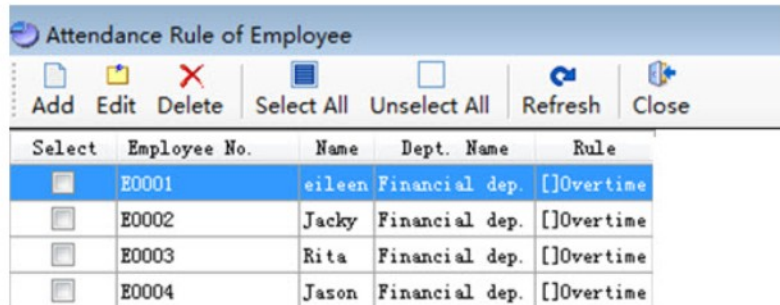 Attendance Rule of Employee
Add Edit Delete Select All Unselect All Refresh Close
Select Employee No. Name Dept. Name Rule
E0001 eileen Financial dep. []Overtime
E0002 Jacky Financial dep. []Overtime
E0003 Rita Financial dep. []Overtime
E0004 Jason Financial dep. []Overtime